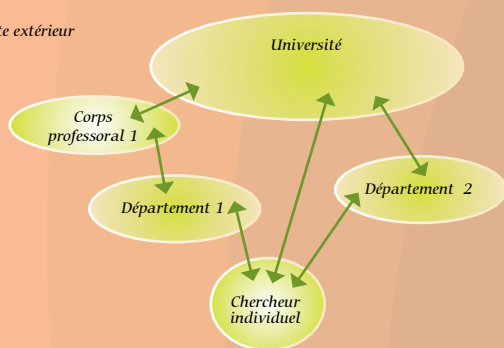 extérieur
Université
Corps
professoral 1
Département 1
Département 2
Chercheur
individuel